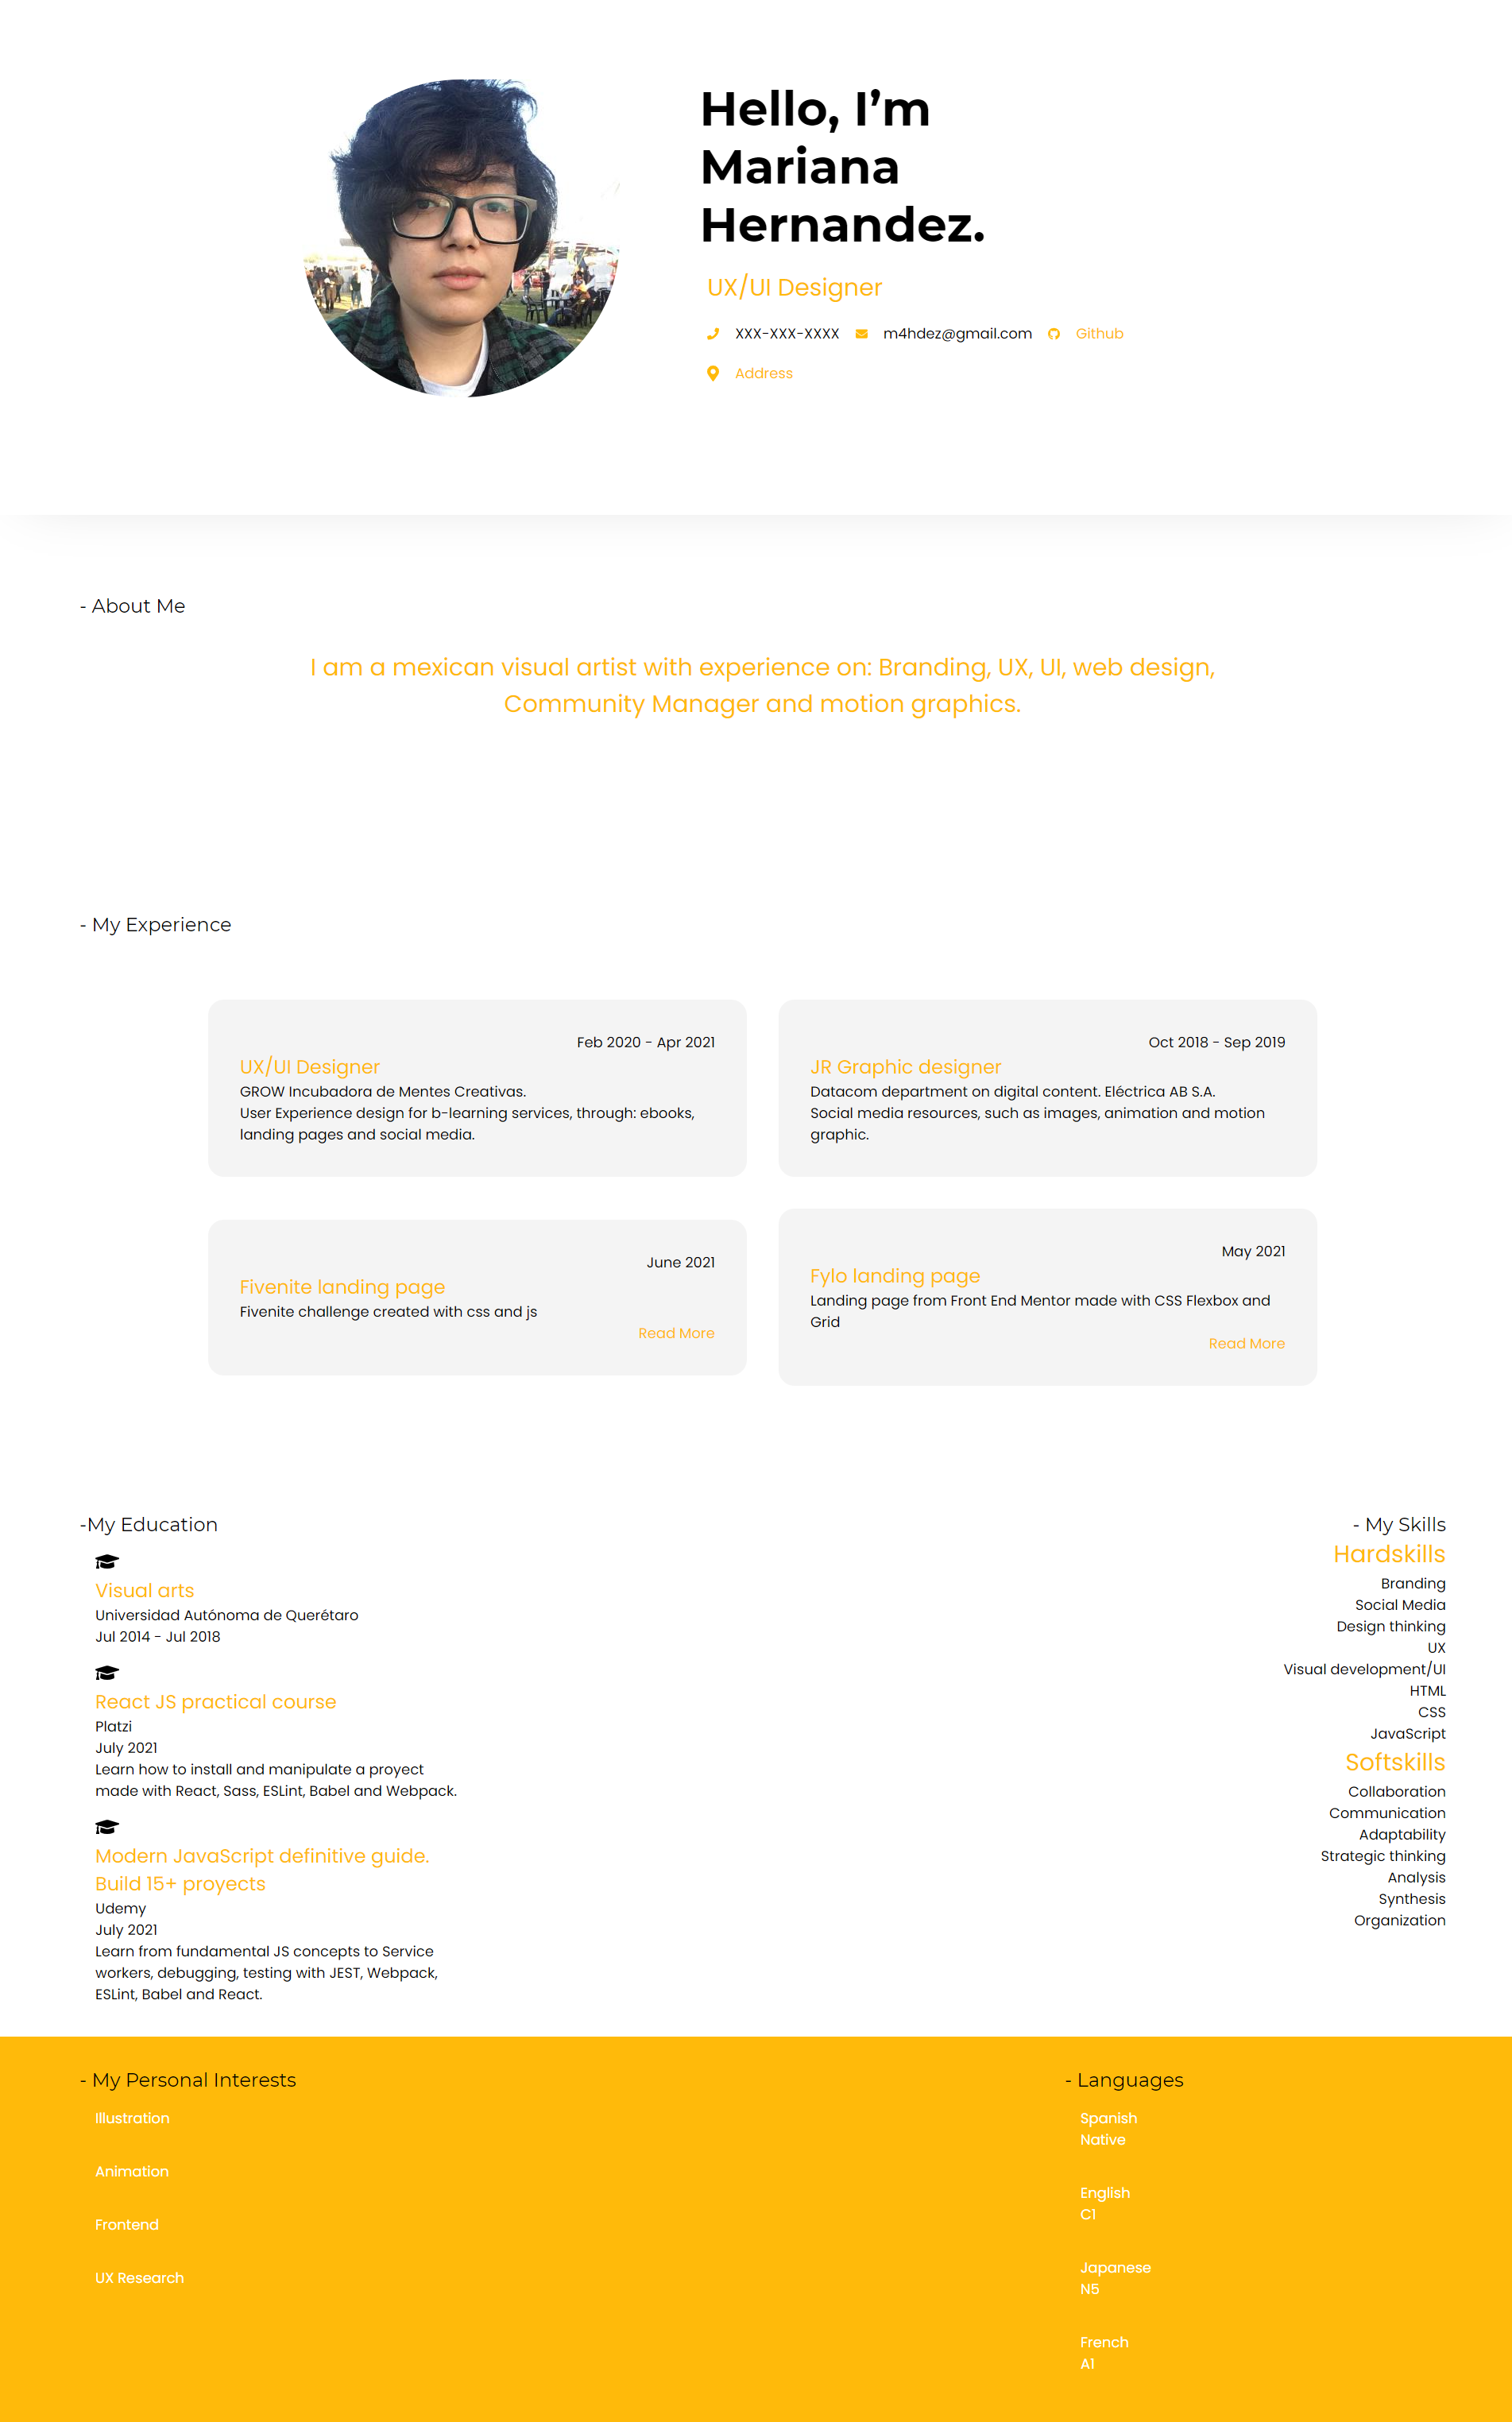 Hello, I’m
Mariana
Hernandez.
UX/UI Designer
XXX-XXX-XXXX m4hdez@gmail.com Github
Address
- About Me
I am a mexican visual artist with experience on: Branding, UX, UI, web design,
Community Manager and motion graphics.
- My Experience
Feb 2020 - Apr 2021
UX/UI Designer
GROW Incubadora de Mentes Creativas.
User Experience design for b-learning services, through: ebooks,
landing pages and social media.
Oct 2018 - Sep 2019
JR Graphic designer
Datacom department on digital content. Eléctrica AB S.A.
Social media resources, such as images, animation and motion
graphic.
June 2021
Fivenite landing page
Fivenite challenge created with css and js
Read More
May 2021
Fylo landing page
Landing page from Front End Mentor made with CSS Flexbox and
Grid
Read More
-My Education
Visual arts
Universidad Autónoma de Querétaro
Jul 2014 - Jul 2018
React JS practical course
Platzi
July 2021
Learn how to install and manipulate a proyect
made with React, Sass, ESLint, Babel and Webpack.
Modern JavaScript definitive guide.
Build 15+ proyects
Udemy
July 2021
Learn from fundamental JS concepts to Service
workers, debugging, testing with JEST, Webpack,
ESLint, Babel and React.
- My Skills
Hardskills
Branding
Social Media
Design thinking
UX
Visual development/UI
HTML
CSS
JavaScript
Softskills
Collaboration
Communication
Adaptability
Strategic thinking
Analysis
Synthesis
Organization
- My Personal Interests
Illustration
Animation
Frontend
UX Research
- Languages
Spanish
Native
English
C1
Japanese
N5
French
A1